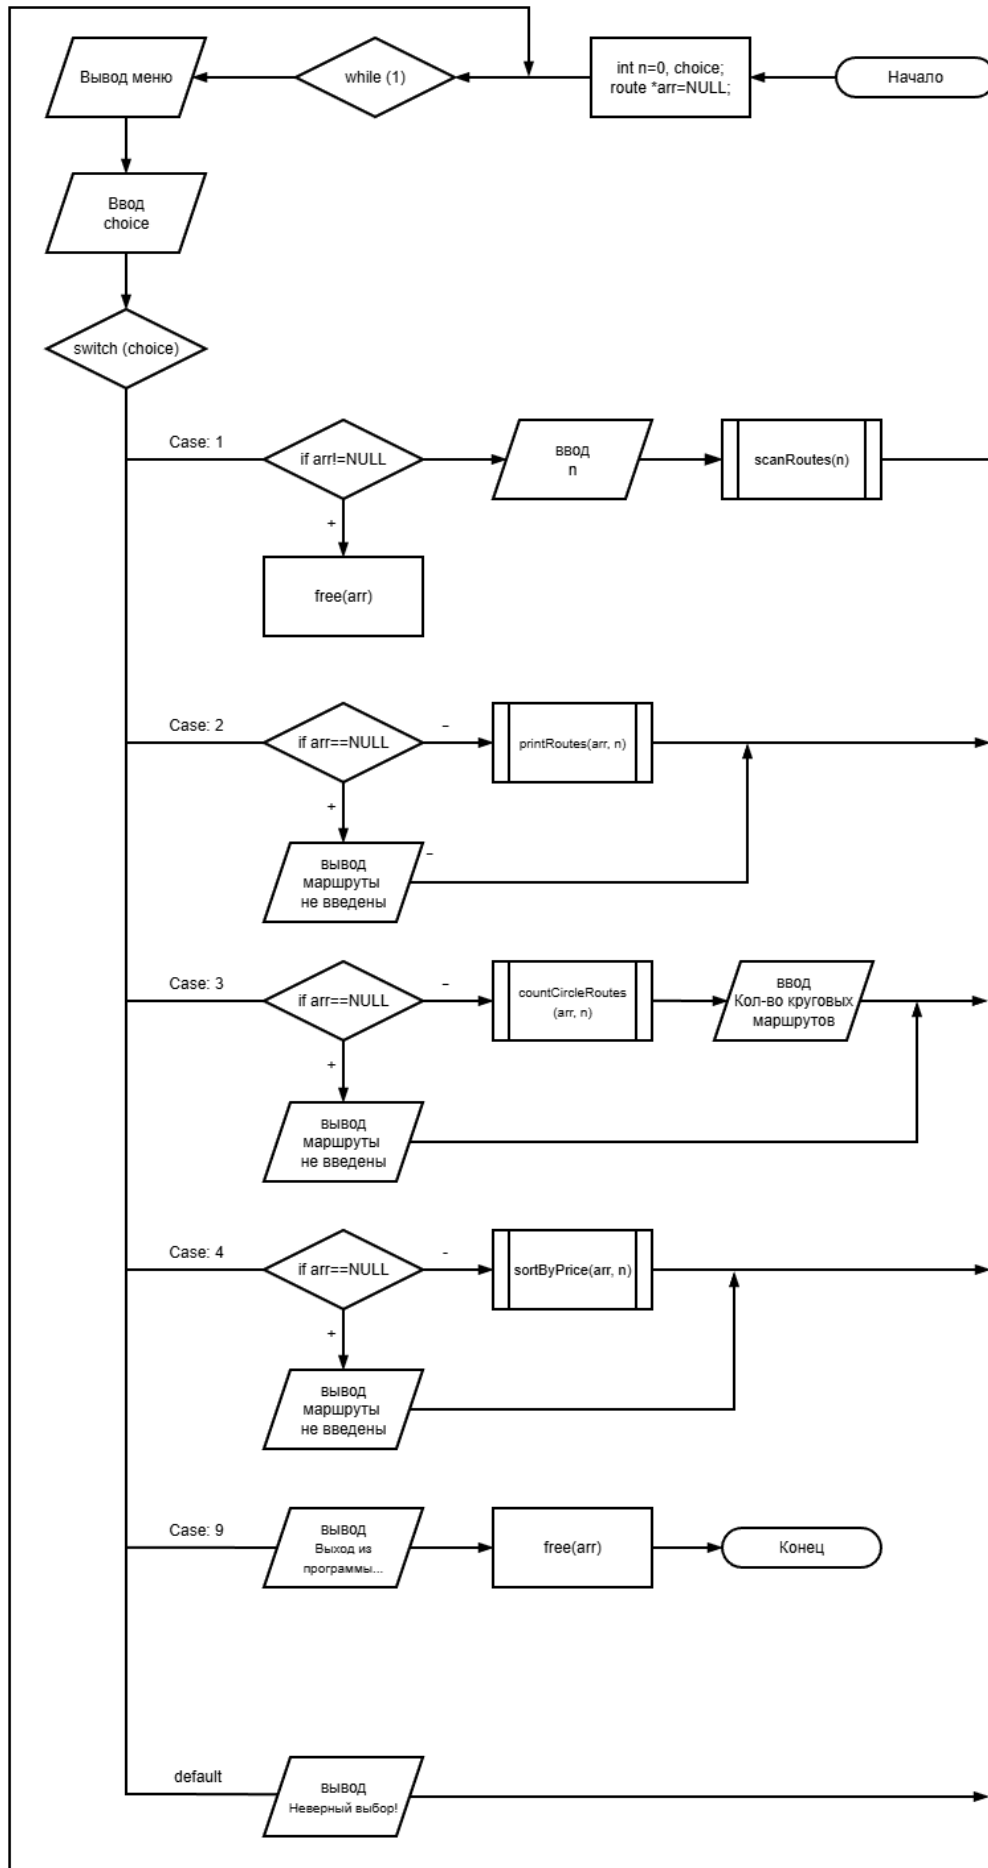 Начало
int n=0, choice;
route *arr=NULL;
while (1)
Вывод меню
Ввод
choice
switch (choice)
Case: 1
if arr!=NULL
+
free(arr)
ввод
n
scanRoutes(n)
Case: 2
if arr==NULL
-
printRoutes(arr, n)
+
вывод
маршруты
не введены
-
Case: 3
if arr==NULL
-
countCircleRoutes
(arr, n)
ввод
Кол-во круговых
маршрутов
+
вывод
маршруты
не введены
Case: 4
if arr==NULL
-
sortByPrice(arr, n)
+
вывод
маршруты
не введены
Case: 9
вывод
Выход из
программы...
free(arr)
Конец
default
вывод
Неверный выбор!